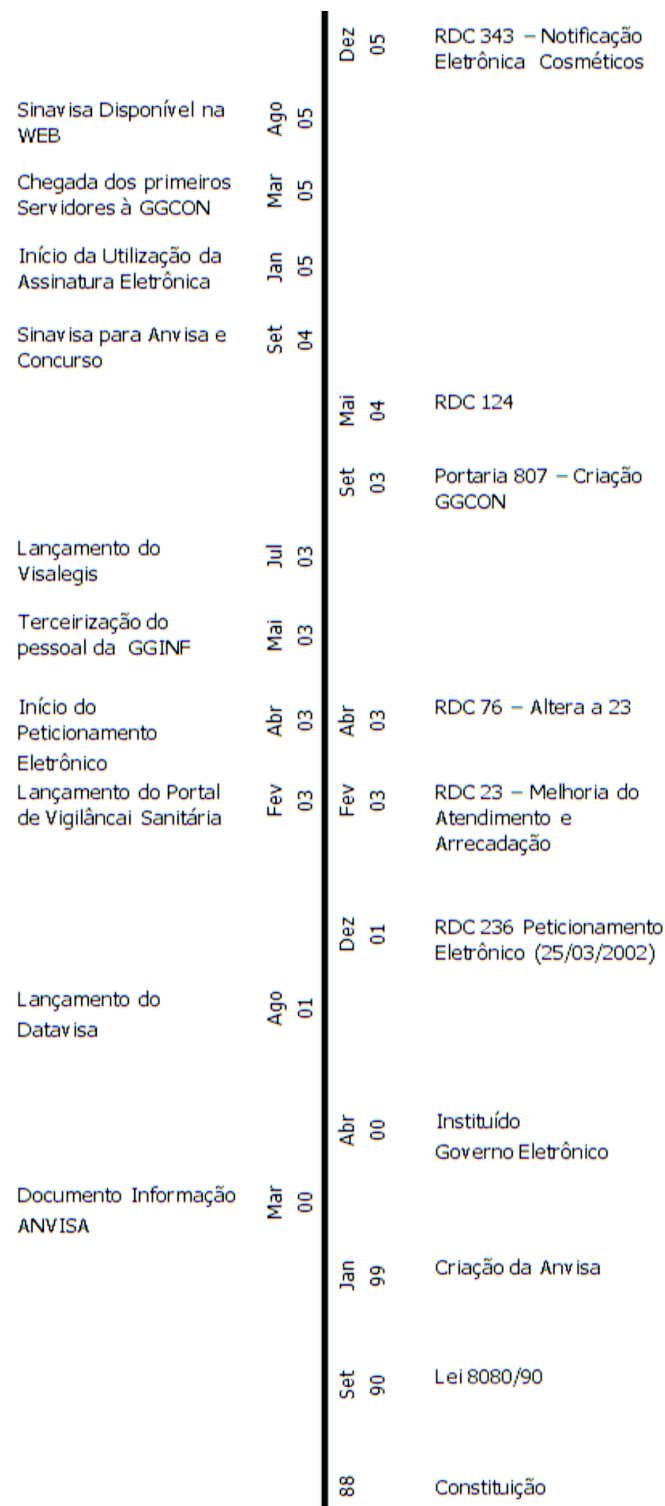 Dez 05
RDC 343 – Notificação
Eletrônica Cosméticos
Sinavisa Disponível na
WEB
Ago 05
Chegada dos primeiros
Servidores à GGCON
Mar 05
Início da Utilização da
Assinatura Eletrônica
Jan 05
Sinavisa para Anvisa e
Concurso
Set 04
Mai 04
RDC 124
Set 03
Portaria 807 – Criação
GGCON
Lançamento do
Visalegis
Jul 03
Terceirização do
pessoal da GGINF
Mai 03
Início do
Peticionamento
Eletrônico
Abr 03
Abr 03
RDC 76 – Altera a 23
Lançamento do Portal
de Vigilâncai Sanitária
Fev 03
Fev 03
RDC 23 – Melhoria do
Atendimento e
Arrecadação
Dez 01
RDC 236 Peticionamento
Eletrônico (25/03/2002)
Lançamento do
Datavisa
Ago 01
Abr 00
Instituído
Governo Eletrônico
Documento Informação
ANVISA
Mar 00
Jan 99
Criação da Anvisa
Set 90
Lei 8080/90
88
Constituição